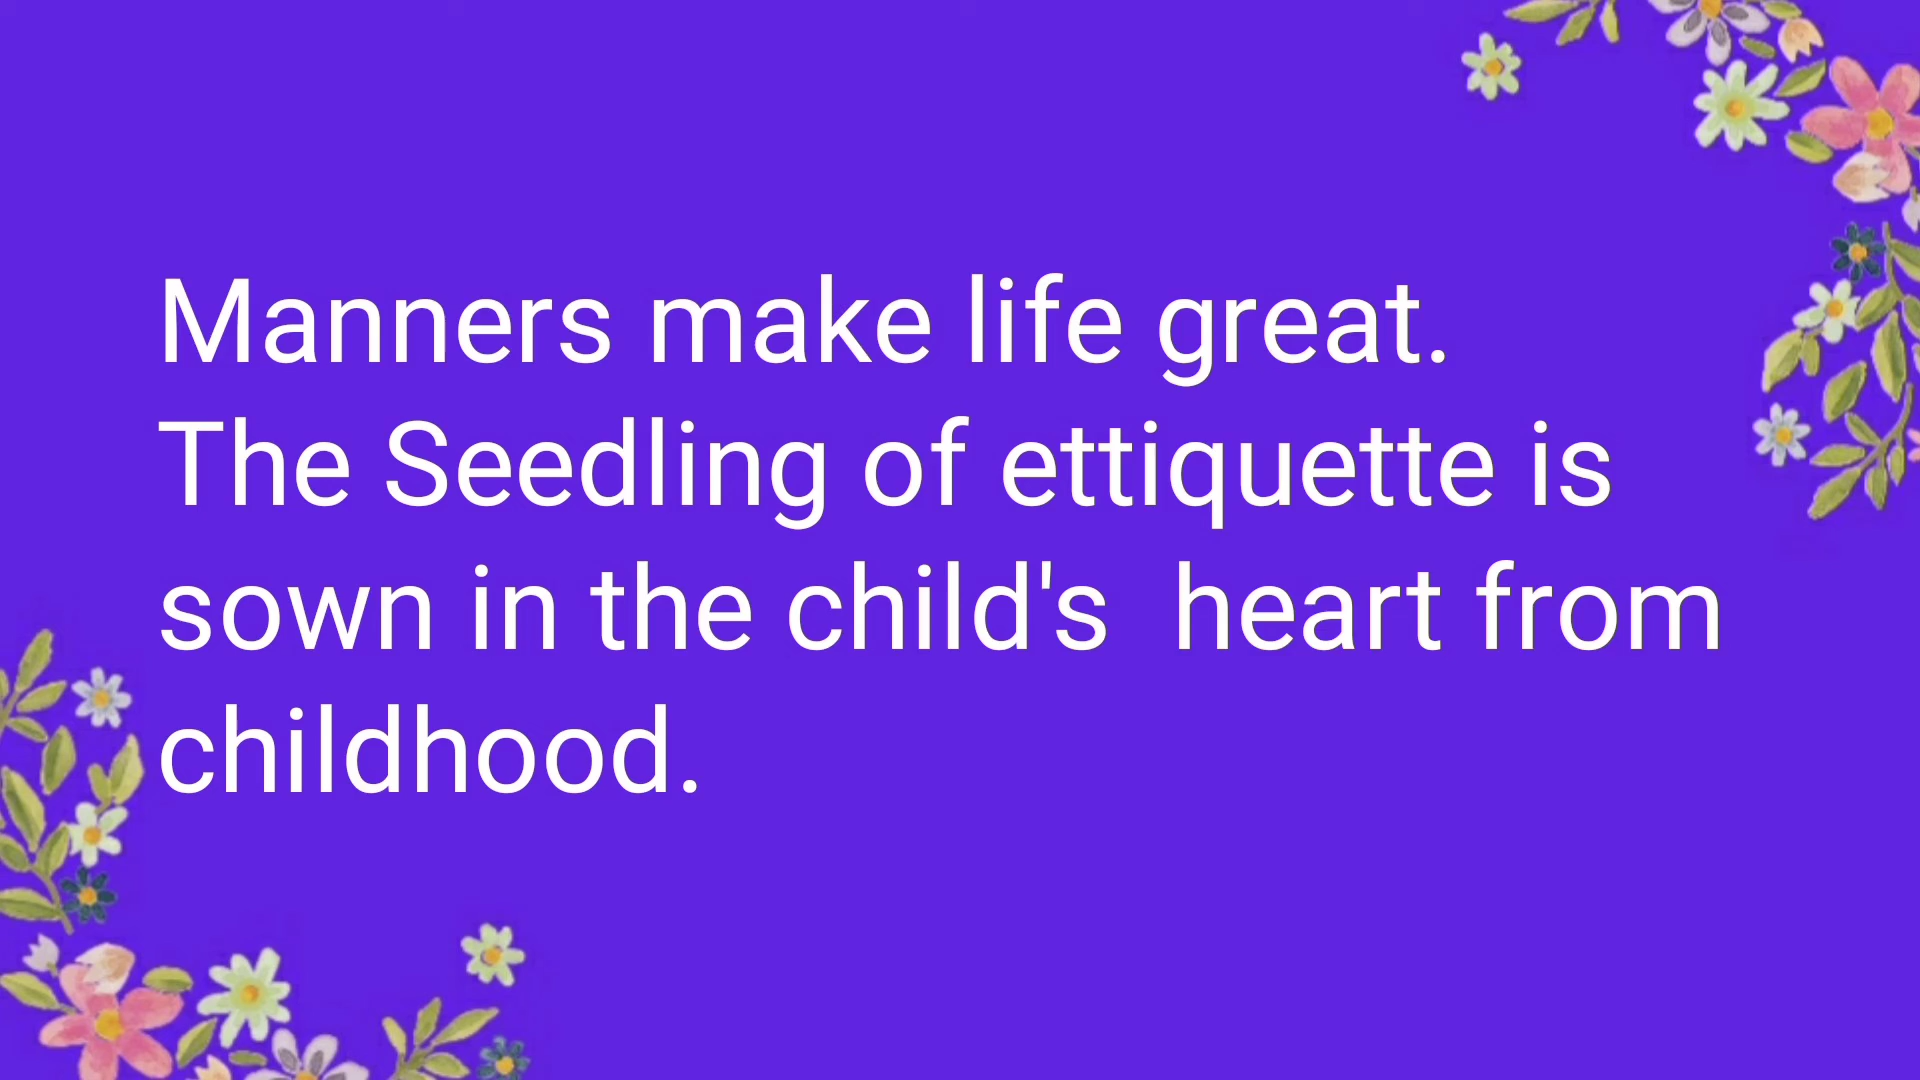 Manners make life great.
The Seedling of ettiquette is
sown in the child's  heart from
childhood.